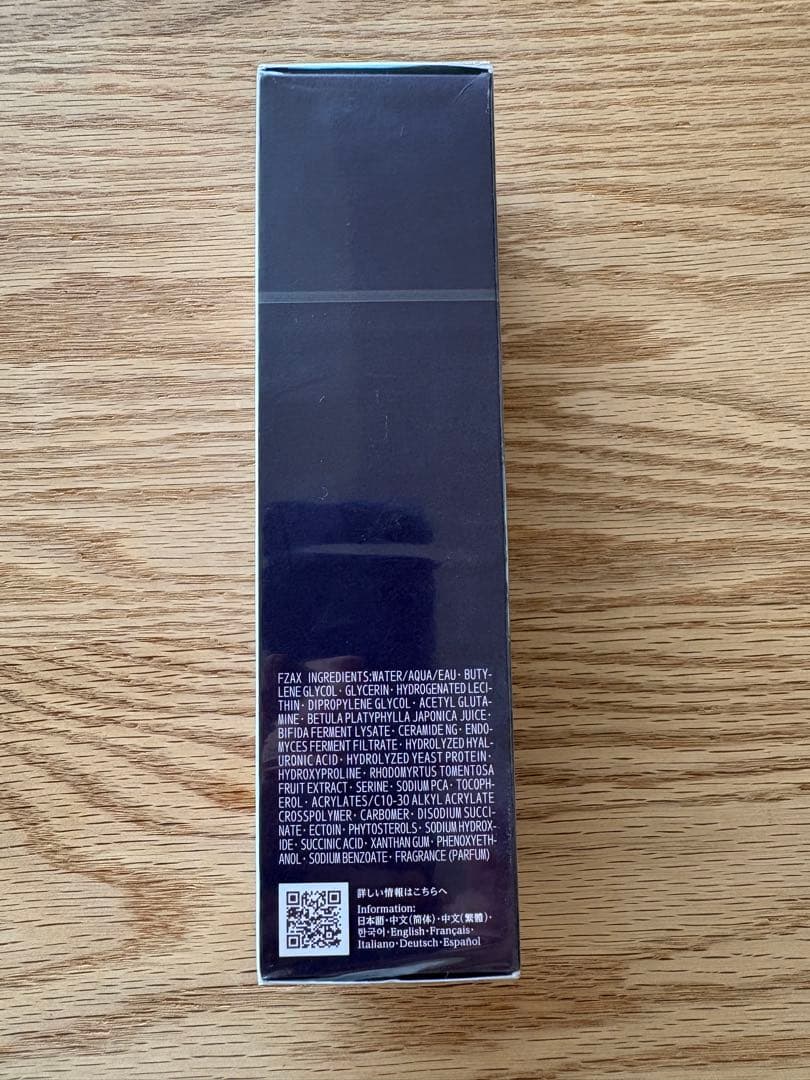 FZAX INGREDIENTS:WATER/AQUA/EAU・BUTY-
LENE GLYCOL・GLYCERIN・HYDROGENATED LECI-
THIN・DIPROPYLENE GLYCOL・ACETYL GLUTA-
MINE・BETULA PLATYPHYLLA JAPONICA JUICE・
BIFIDA FERMENT LYSATE・CERAMIDE NG・ENDO-
MYCES FERMENT FILTRATE・HYDROLYZED HYAL-
URONIC ACID・HYDROLYZED YEAST PROTEIN・
HYDROXYPROLINE・RHODOMYRTUS TOMENTOSA
FRUIT EXTRACT・SERINE・SODIUM PCA・TOCOPH-
EROL・ACRYLATES/C10-30 ALKYL ACRYLATE
CROSSPOLYMER・CARBOMER・DISODIUM SUCCI-
NATE・ECTOIN・PHYTOSTEROLS・SODIUM HYDROX-
IDE・SUCCINIC ACID・XANTHAN GUM・PHENOXYETH-
ANOL・SODIUM BENZOATE・FRAGRANCE (PARFUM)
詳しい情報はこちらへ
Information:
日本語・中文(简体)・中文(繁體)・
한국어・English・Français・
Italiano・Deutsch・Español